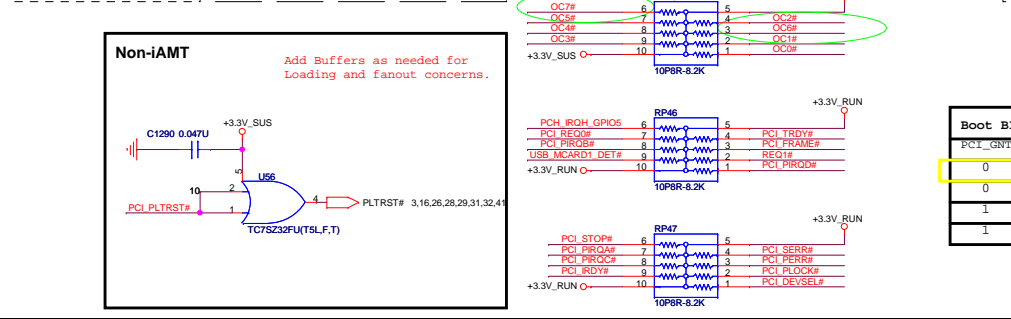 Non-iAMT
Add Buffers as needed for
Loading and fanout concerns.
+3.3V_SUS
C1290 0.047U
5
U56
10
2
1
4
PCI_PLTRST#
PLTRST# 3,16,26,28,29,31,32,41
TC7SZ32FU(T5L,F,T)
OC7# 6 5
OC5# 7 4 OC2#
OC4# 8 3 OC6#
OC3# 9 2 OC1#
+3.3V_SUS 10 1 OC0#
10P8R-8.2K
RP46
+3.3V_RUN
PCH_IRQH_GPIO5 6 5
PCI_REQ0# 7 4 PCI_TRDY#
PCI_PIRQB# 8 3 PCI_FRAME#
USB_MCARD1_DET# 9 2 REQ1#
+3.3V_RUN 10 1 PCI_PIRQD#
10P8R-8.2K
RP47
+3.3V_RUN
PCI_STOP# 6 5
PCI_PIRQA# 7 4 PCI_SERR#
PCI_PIRQC# 8 3 PCI_PERR#
PCI_IRDY# 9 2 PCI_PLOCK#
+3.3V_RUN 10 1 PCI_DEVSEL#
10P8R-8.2K
Boot
PCI_GNT
0
0
1
1